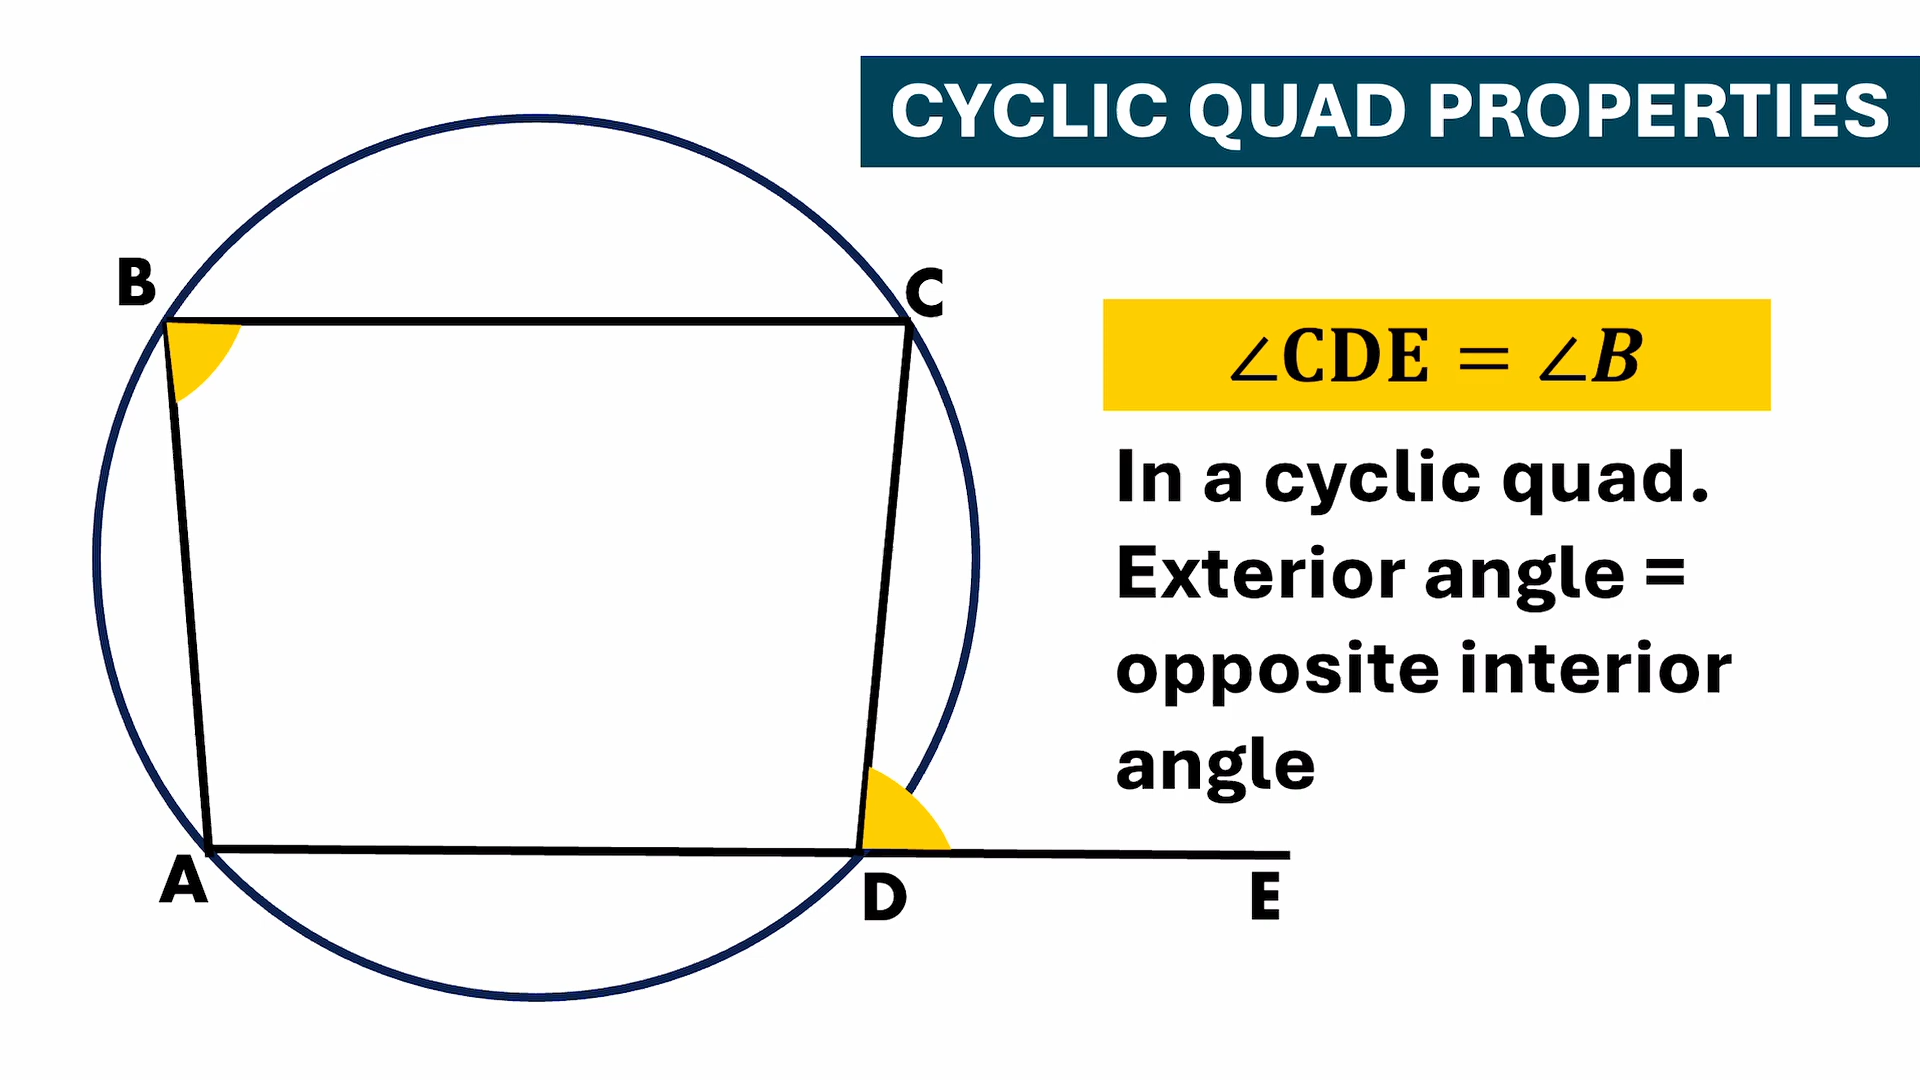 CYCLIC QUAD PROPERTIES
B
C
∠CDE = ∠B
In a cyclic quad.
Exterior angle =
opposite interior
angle
A
D
E